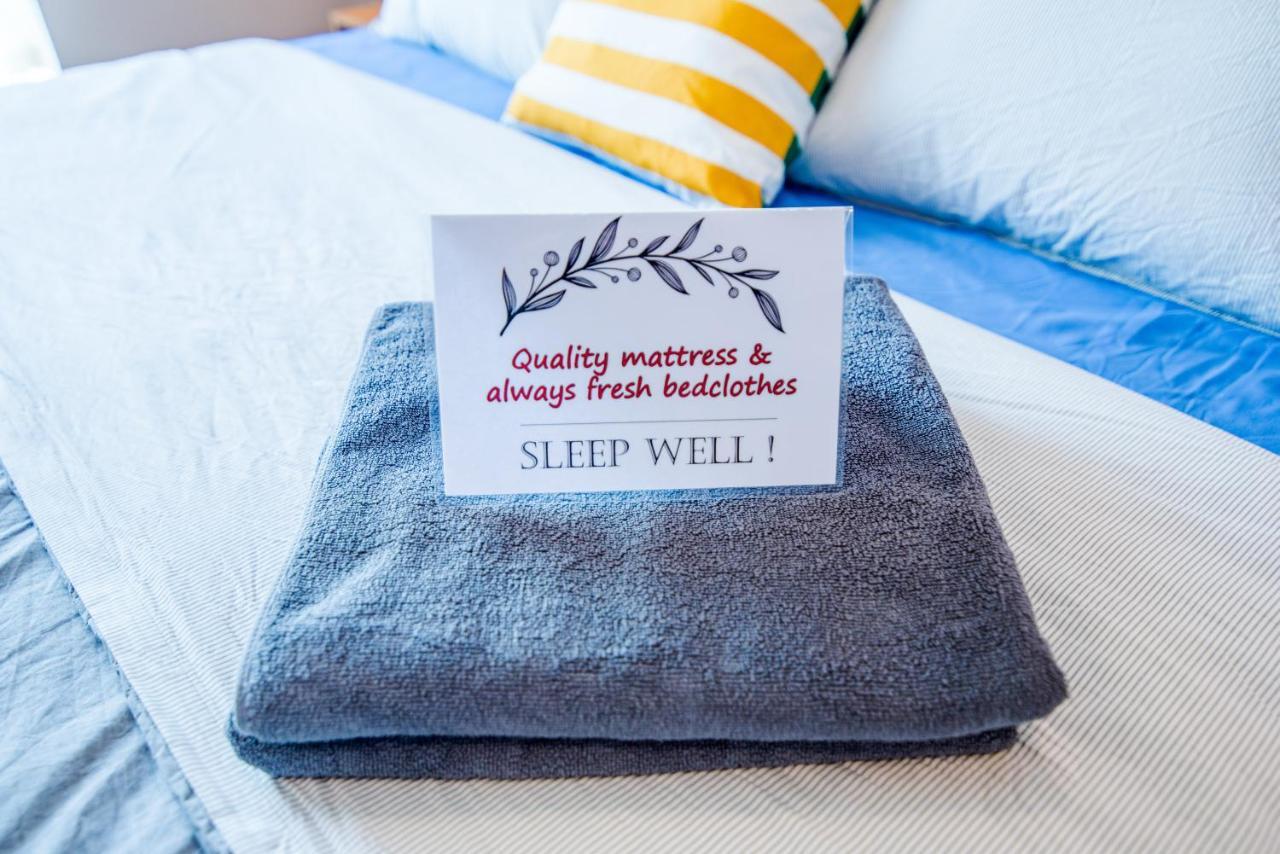 Quality mattress &
always fresh bedclothes
SLEEP WELL !